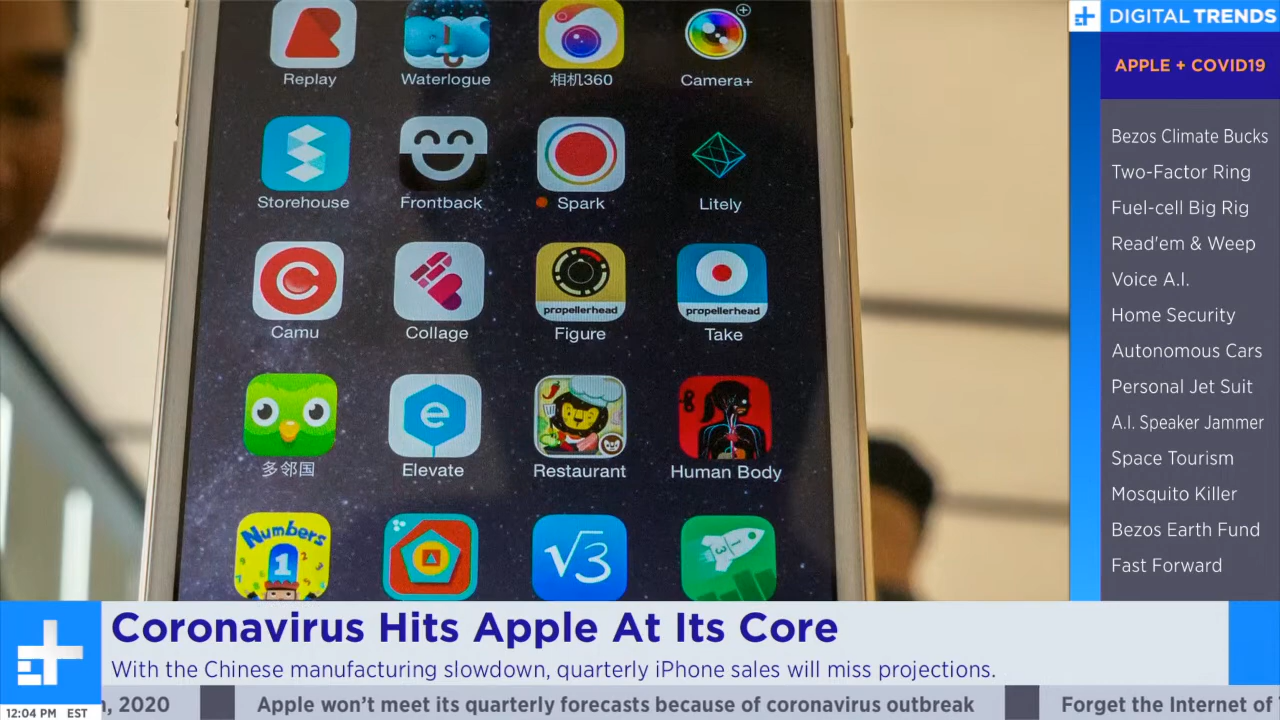 DIGITAL TRENDS
APPLE + COVID19
Bezos Climate Bucks
Two-Factor Ring
Fuel-cell Big Rig
Read'em & Weep
Voice A.I.
Home Security
Autonomous Cars
Personal Jet Suit
A.I. Speaker Jammer
Space Tourism
Mosquito Killer
Bezos Earth Fund
Fast Forward
Replay
Waterlogue
相机360
Camera+
Storehouse
Frontback
Spark
Litely
propellerhead
propellerhead
Camu
Collage
Figure
Take
e
多邻国
Elevate
Restaurant
Human Body
Numbers
1
√3
Coronavirus Hits Apple At Its Core
With the Chinese manufacturing slowdown, quarterly iPhone sales will miss projections.
12:04 PM EST
, 2020
Apple won't meet its quarterly forecasts because of coronavirus outbreak
Forget the Internet of